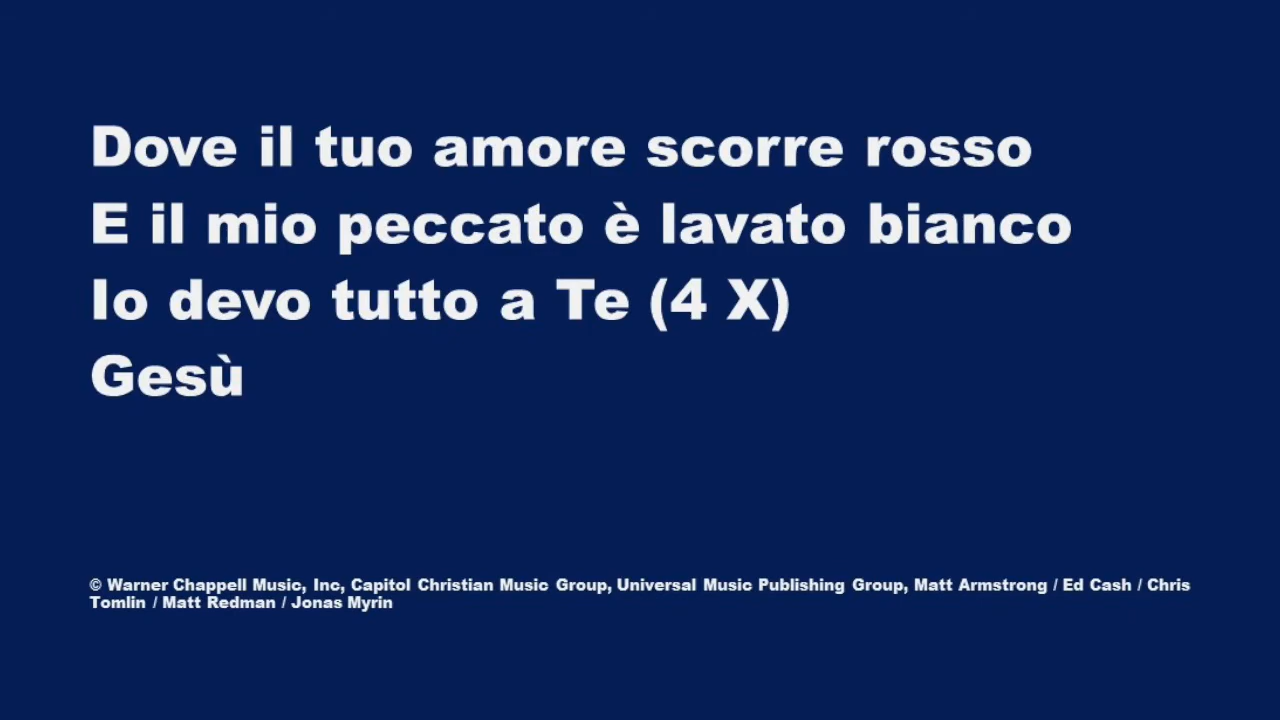 Dove il tuo amore scorre rosso
E il mio peccato è lavato bianco
Io devo tutto a Te (4 X)
Gesù
© Warner Chappell Music, Inc, Capitol Christian Music Group, Universal Music Publishing Group, Matt Armstrong / Ed Cash / Chris
Tomlin / Matt Redman / Jonas Myrin